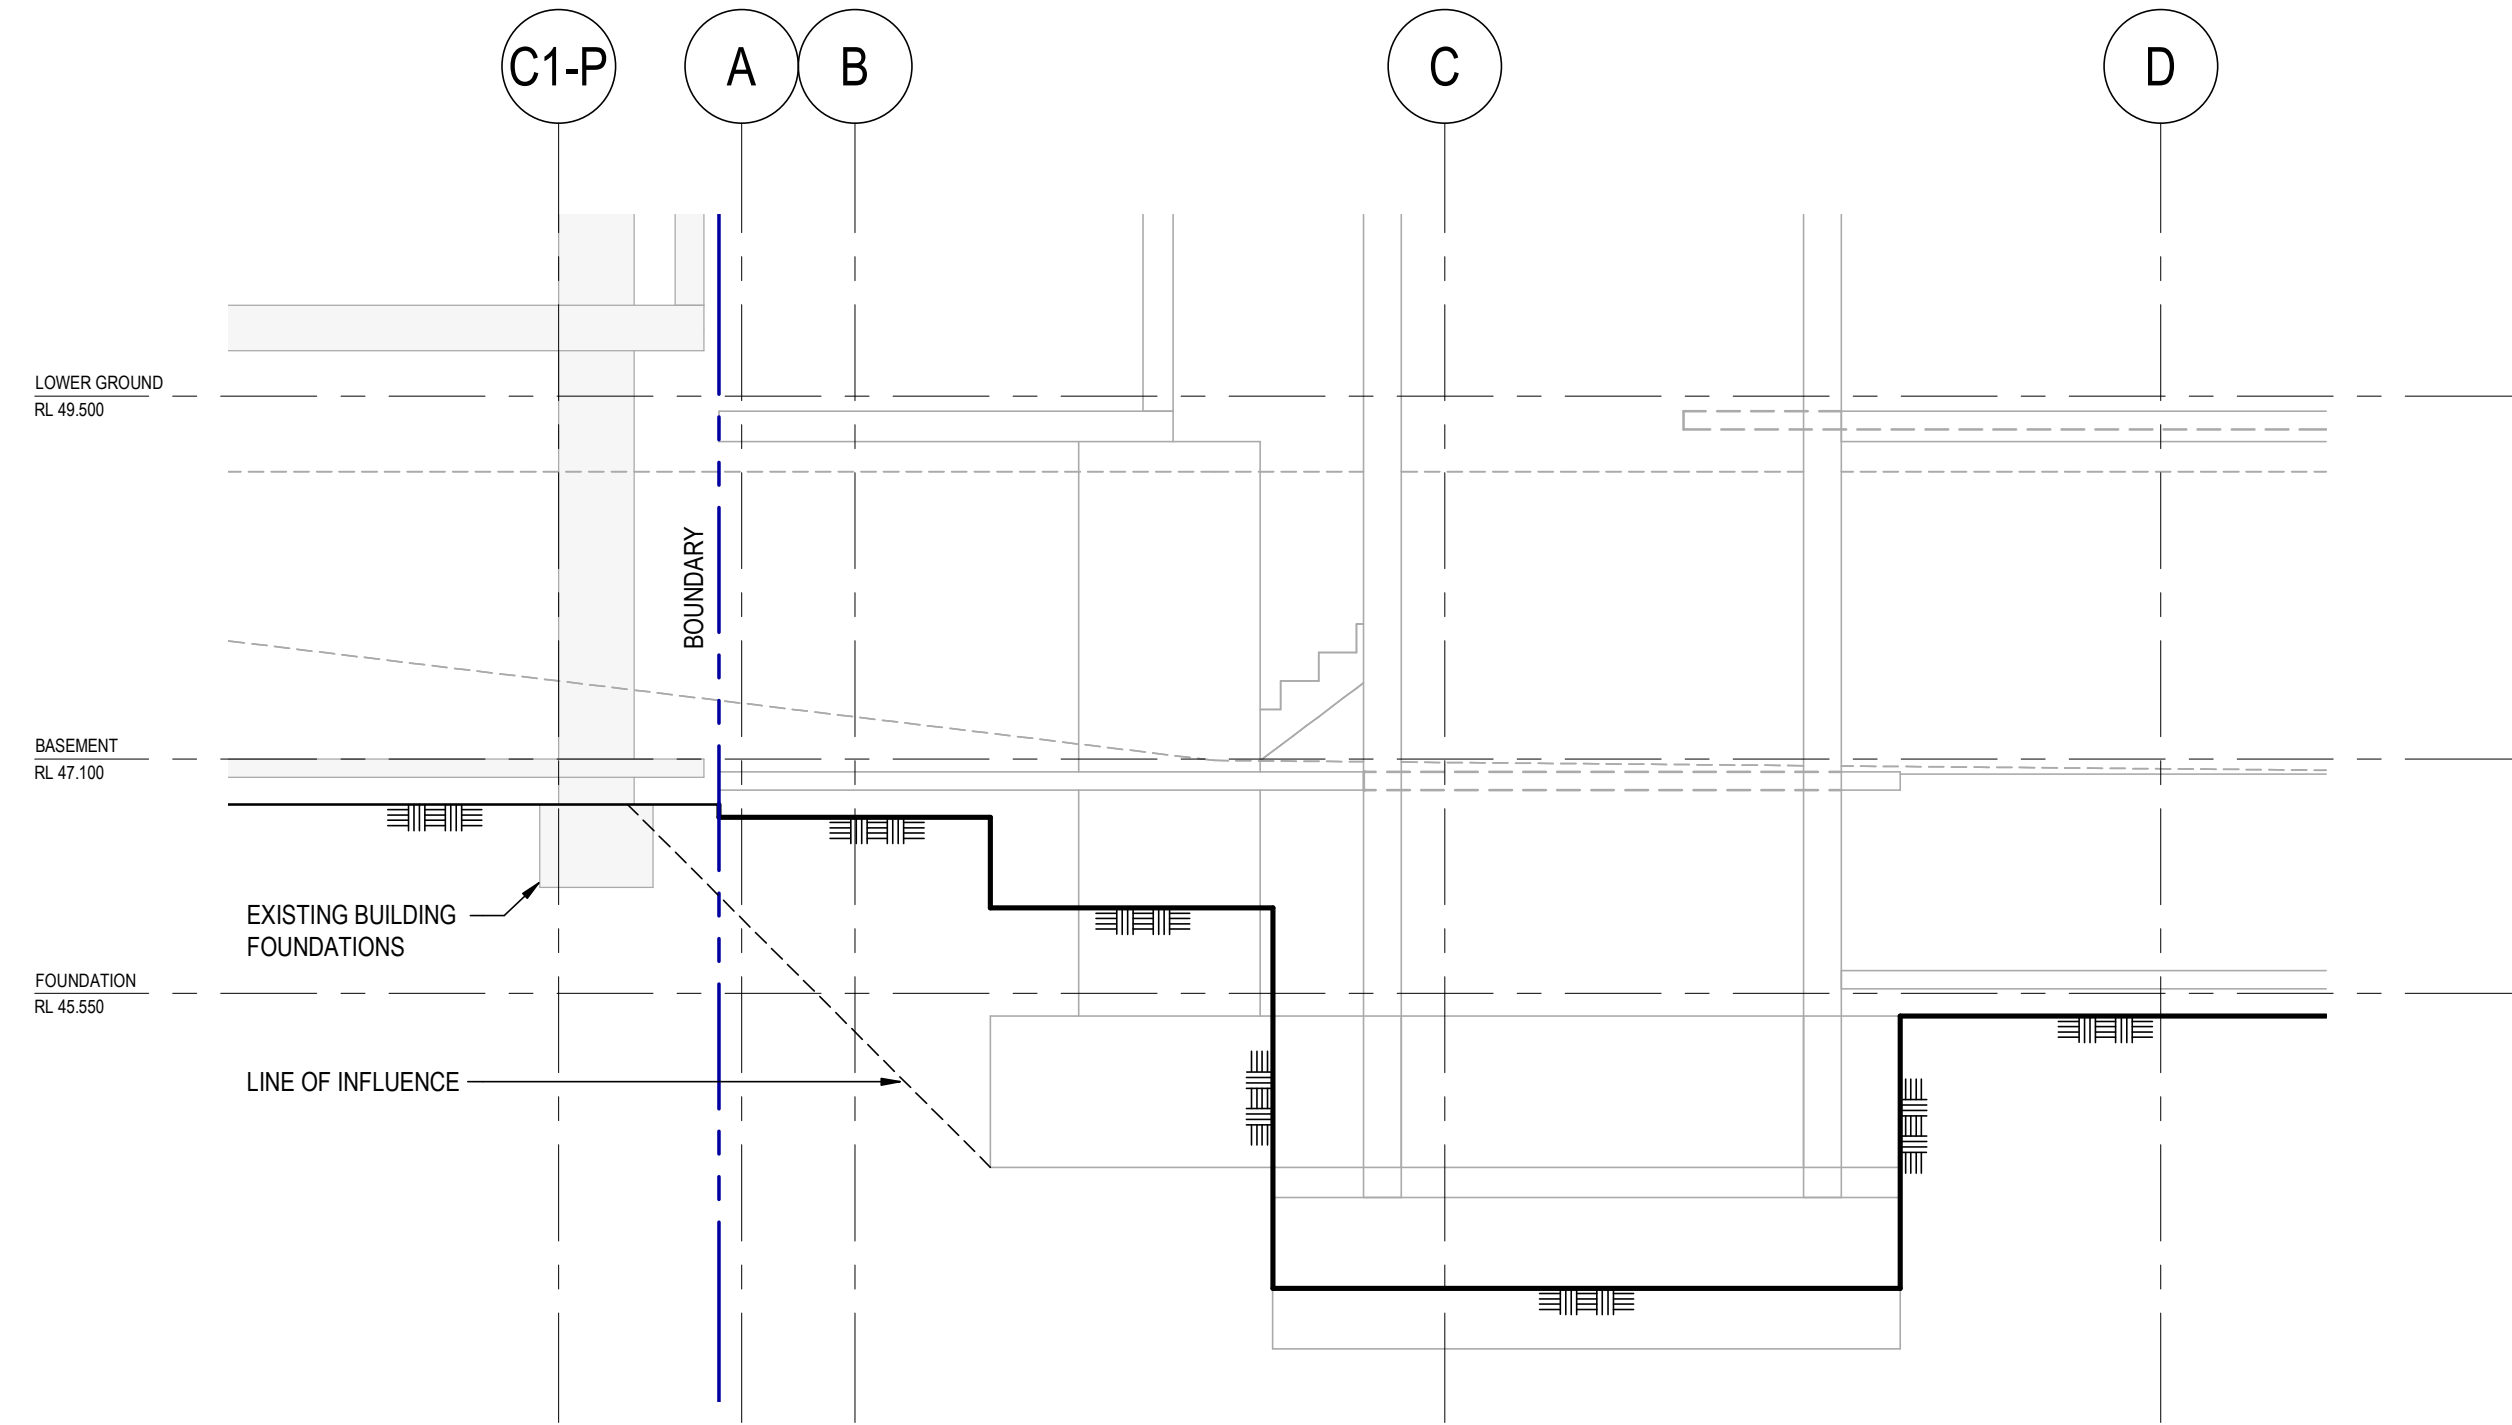 C1-P
A
B
C
D
LOWER GROUND
RL 49.500
BOUNDARY
BASEMENT
RL 47.100
EXISTING BUILDING
FOUNDATIONS
FOUNDATION
RL 45.550
LINE OF INFLUENCE